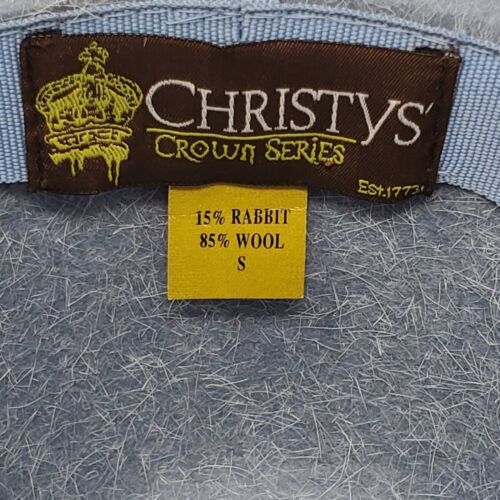 CHRISTYS'
CROWN SERIES
EST.1773
15% RABBIT
85% WOOL
S